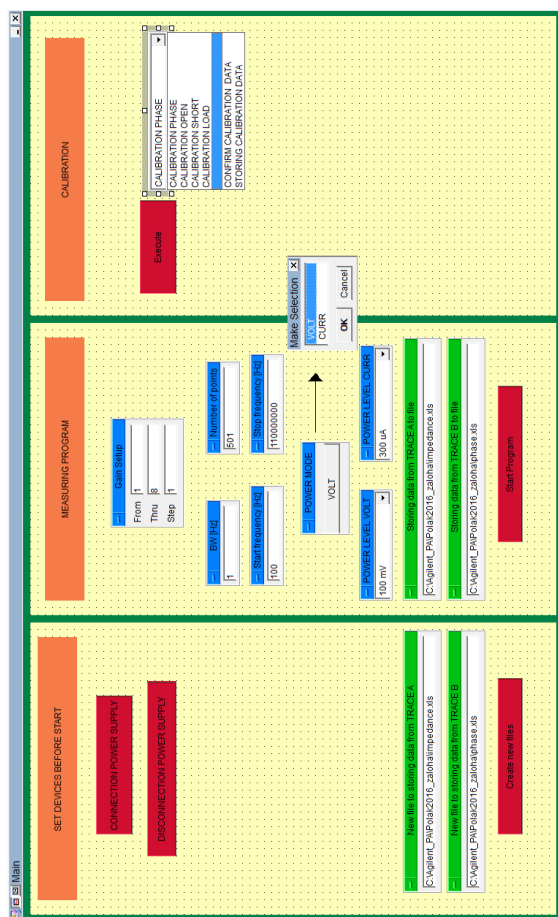 Main
SET DEVICES BEFORE START
CONNECTION POWER SUPPLY
DISCONNECTION POWER SUPPLY
New file to storing data from TRACE A
C:\Agilent_PA\Polak2016_zaloha\impedance.xls
New file to storing data from TRACE B
C:\Agilent_PA\Polak2016_zaloha\phase.xls
Create new files
MEASURING PROGRAM
Gain Setup
From 1
Thru 8
Step 1
BW [Hz]
1
Number of points
501
Start frequency [Hz]
100
Stop frequency [Hz]
110000000
POWER MODE
VOLT
Make Selection
VOLT
CURR
OK Cancel
POWER LEVEL VOLT
100 mV
POWER LEVEL CURR
300 uA
Storing data from TRACE A to file
C:\Agilent_PA\Polak2016_zaloha\impedance.xls
Storing data from TRACE B to file
C:\Agilent_PA\Polak2016_zaloha\phase.xls
Start Program
CALIBRATION
Execute
CALIBRATION PHASE
CALIBRATION PHASE
CALIBRATION OPEN
CALIBRATION SHORT
CALIBRATION LOAD
CONFIRM CALIBRATION DATA
STORING CALIBRATION DATA